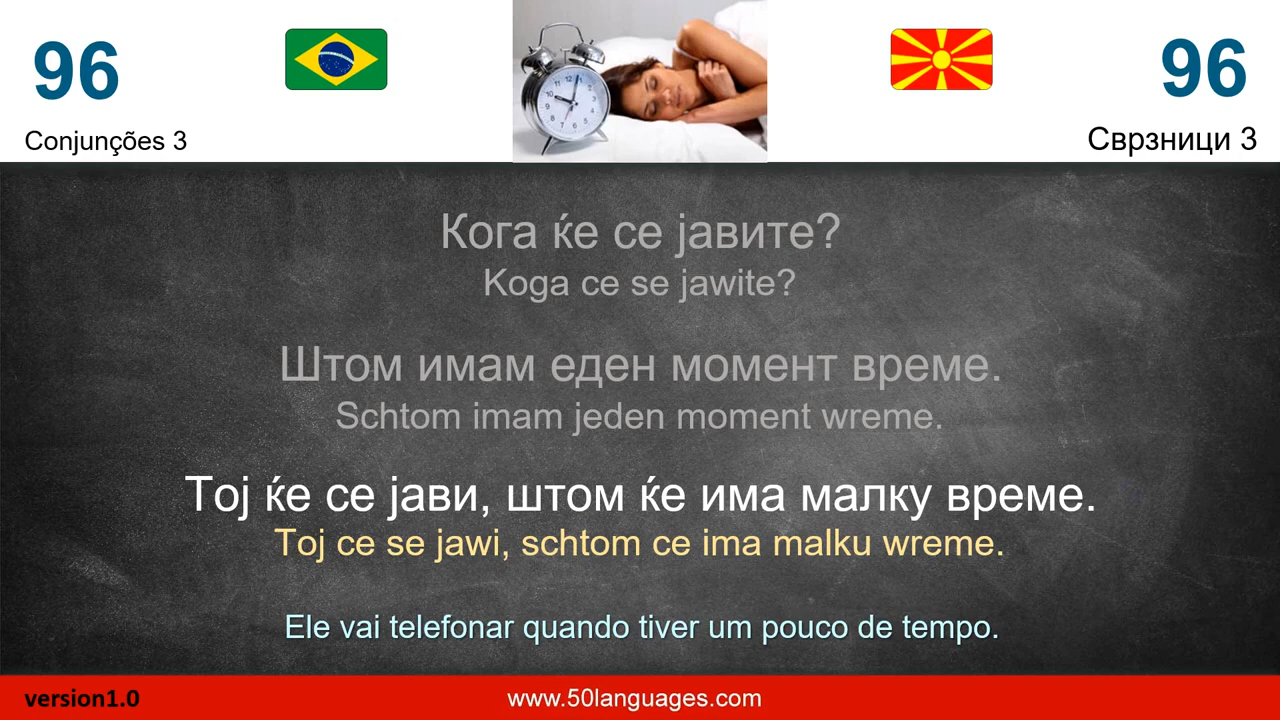 96
96
Conjunções 3
Сврзници 3
Кога ќе се јавите?
Koga ce se jawite?
Штом имам еден момент време.
Schtom imam jeden moment wreme.
Тој ќе се јави, штом ќе има малку време.
Toj ce se jawi, schtom ce ima malku wreme.
Ele vai telefonar quando tiver um pouco de tempo.
version1.0
www.50languages.com